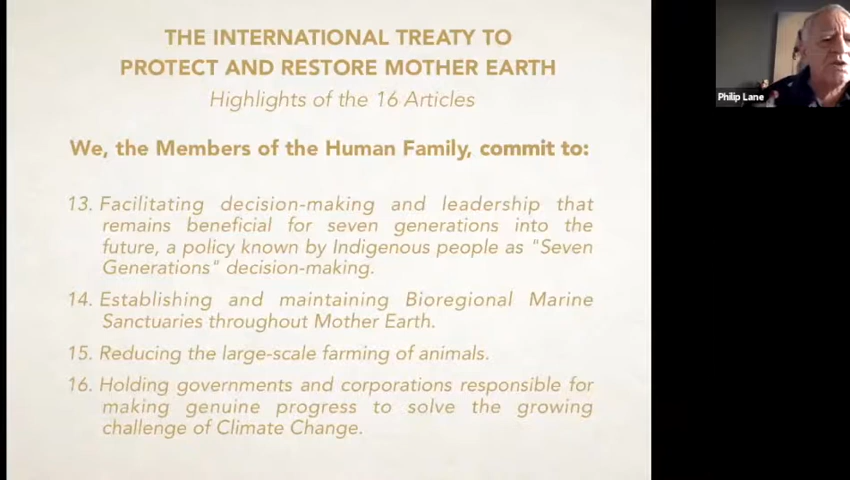 THE INTERNATIONAL TREATY TO
PROTECT AND RESTORE MOTHER EARTH
Highlights of the 16 Articles
We, the Members of the Human Family, commit to:
13. Facilitating decision-making and leadership that
remains beneficial for seven generations into the
future, a policy known by Indigenous people as "Seven
Generations" decision-making.
14. Establishing and maintaining Bioregional Marine
Sanctuaries throughout Mother Earth.
15. Reducing the large-scale farming of animals.
16. Holding governments and corporations responsible for
making genuine progress to solve the growing
challenge of Climate Change.
Philip Lane